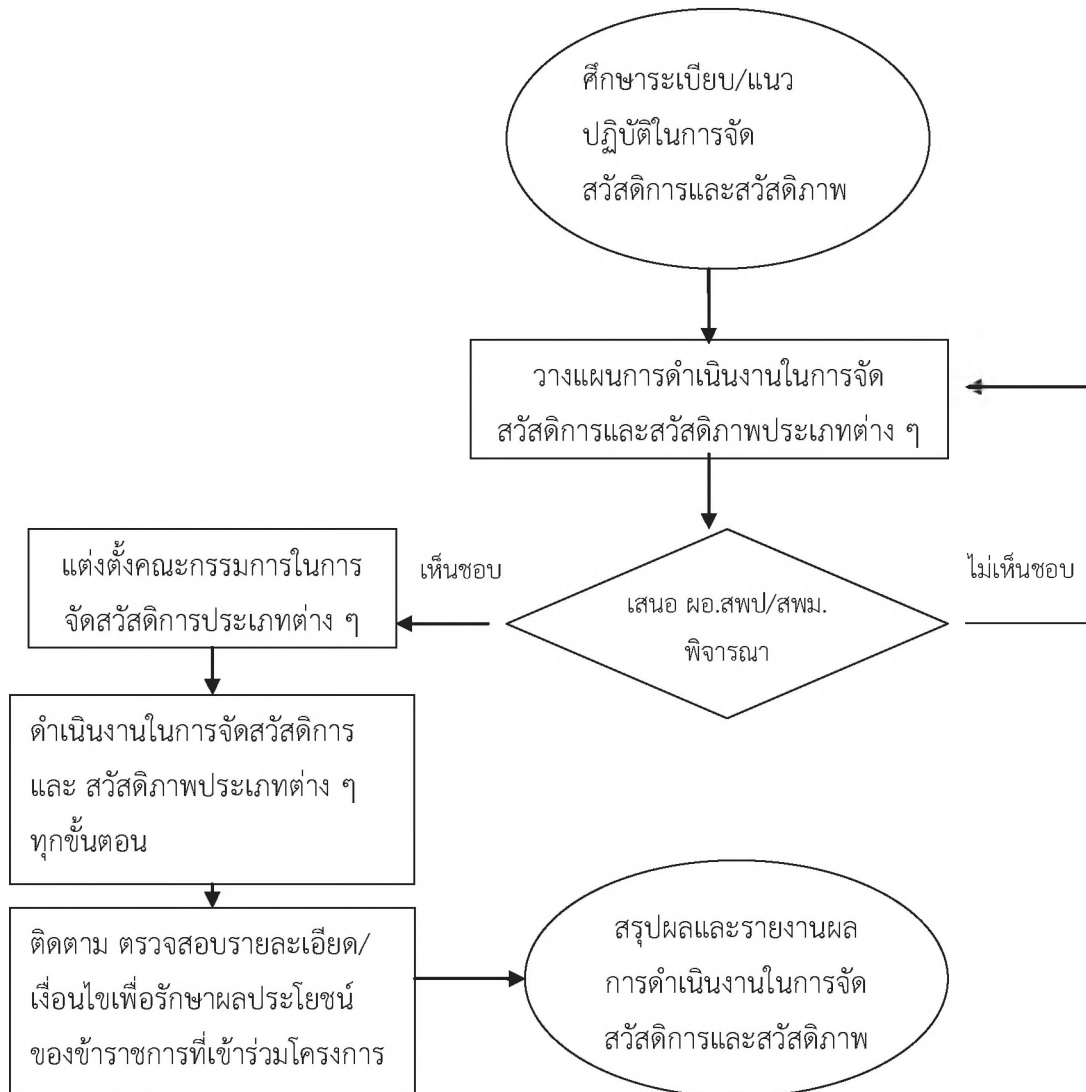 ศึกษาระเบียบ/แนว
ปฏิบัติในการจัด
สวัสดิการและสวัสดิภาพ
วางแผนการดำเนินงานในการจัด
สวัสดิการและสวัสดิภาพประเภทต่าง ๆ
เสนอ ผอ.สพป/สพม.
พิจารณา
ไม่เห็นชอบ
เห็นชอบ
แต่งตั้งคณะกรรมการในการ
จัดสวัสดิการประเภทต่าง ๆ
ดำเนินงานในการจัดสวัสดิการ
และ สวัสดิภาพประเภทต่าง ๆ
ทุกขั้นตอน
ติดตาม ตรวจสอบรายละเอียด/
เงื่อนไขเพื่อรักษาผลประโยชน์
ของข้าราชการที่เข้าร่วมโครงการ
สรุปผลและรายงานผล
การดำเนินงานในการจัด
สวัสดิการและสวัสดิภาพ